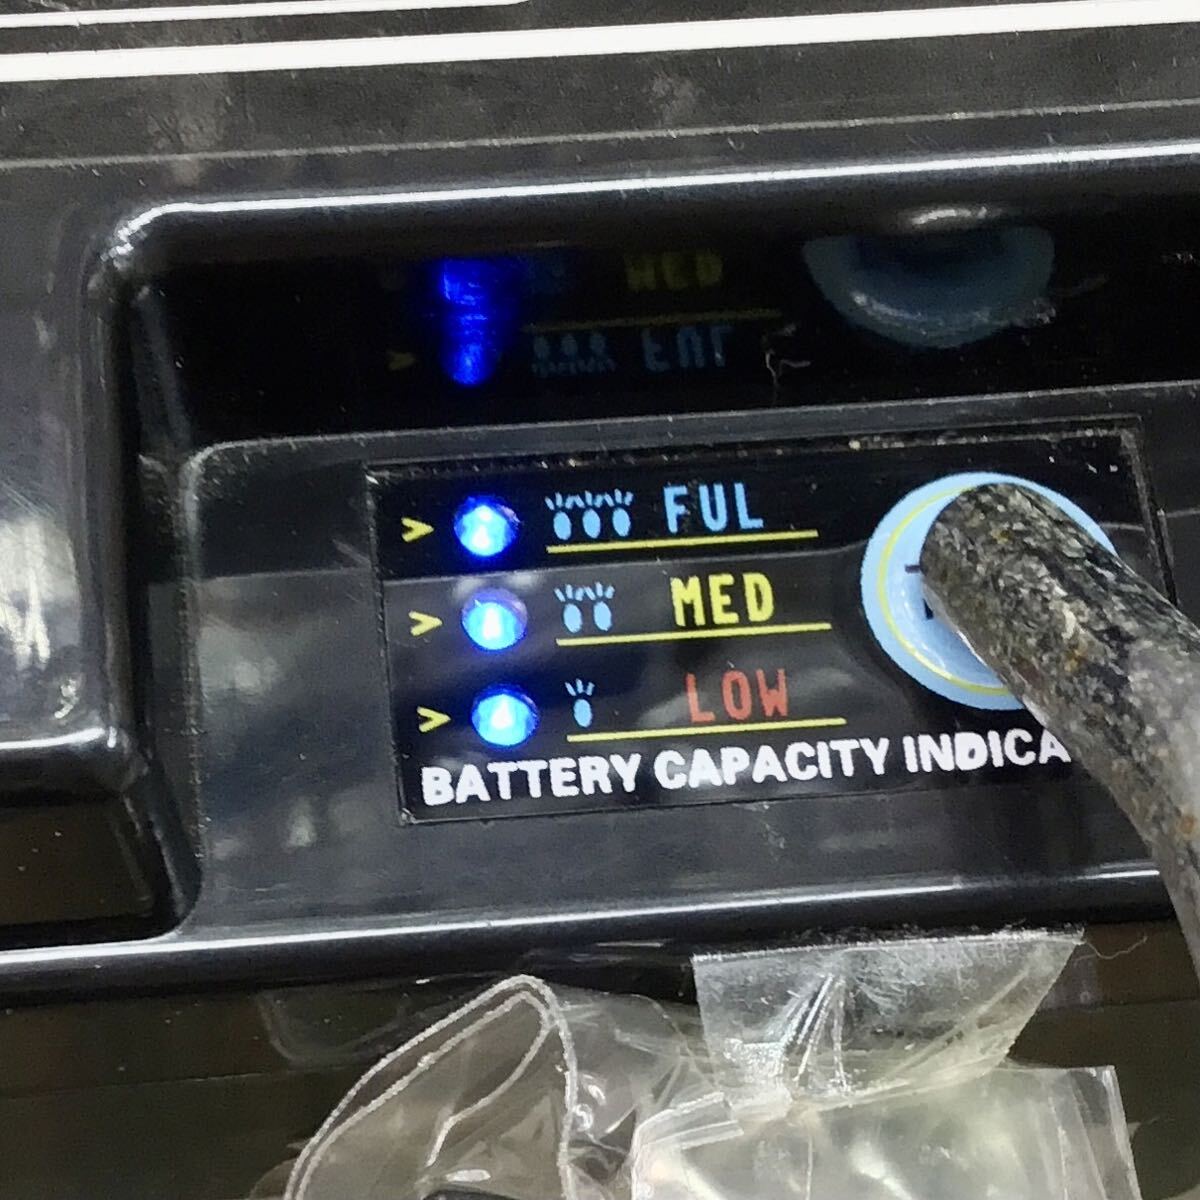 > FUL
> MED
> LOW
BATTERY CAPACITY INDICA